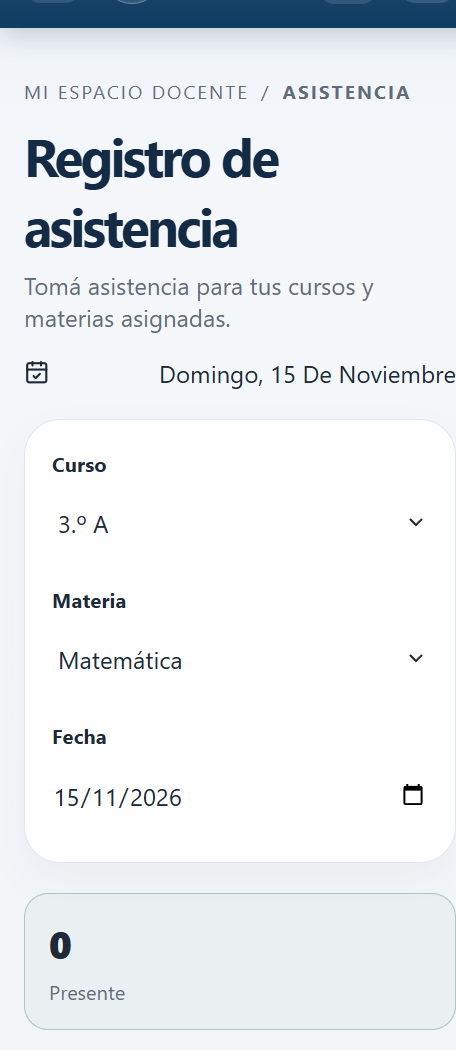 MI ESPACIO DOCENTE / ASISTENCIA
Registro de
asistencia
Tomá asistencia para tus cursos y
materias asignadas.
Domingo, 15 De Noviembre
Curso
3.º A
Materia
Matemática
Fecha
15/11/2026
0
Presente